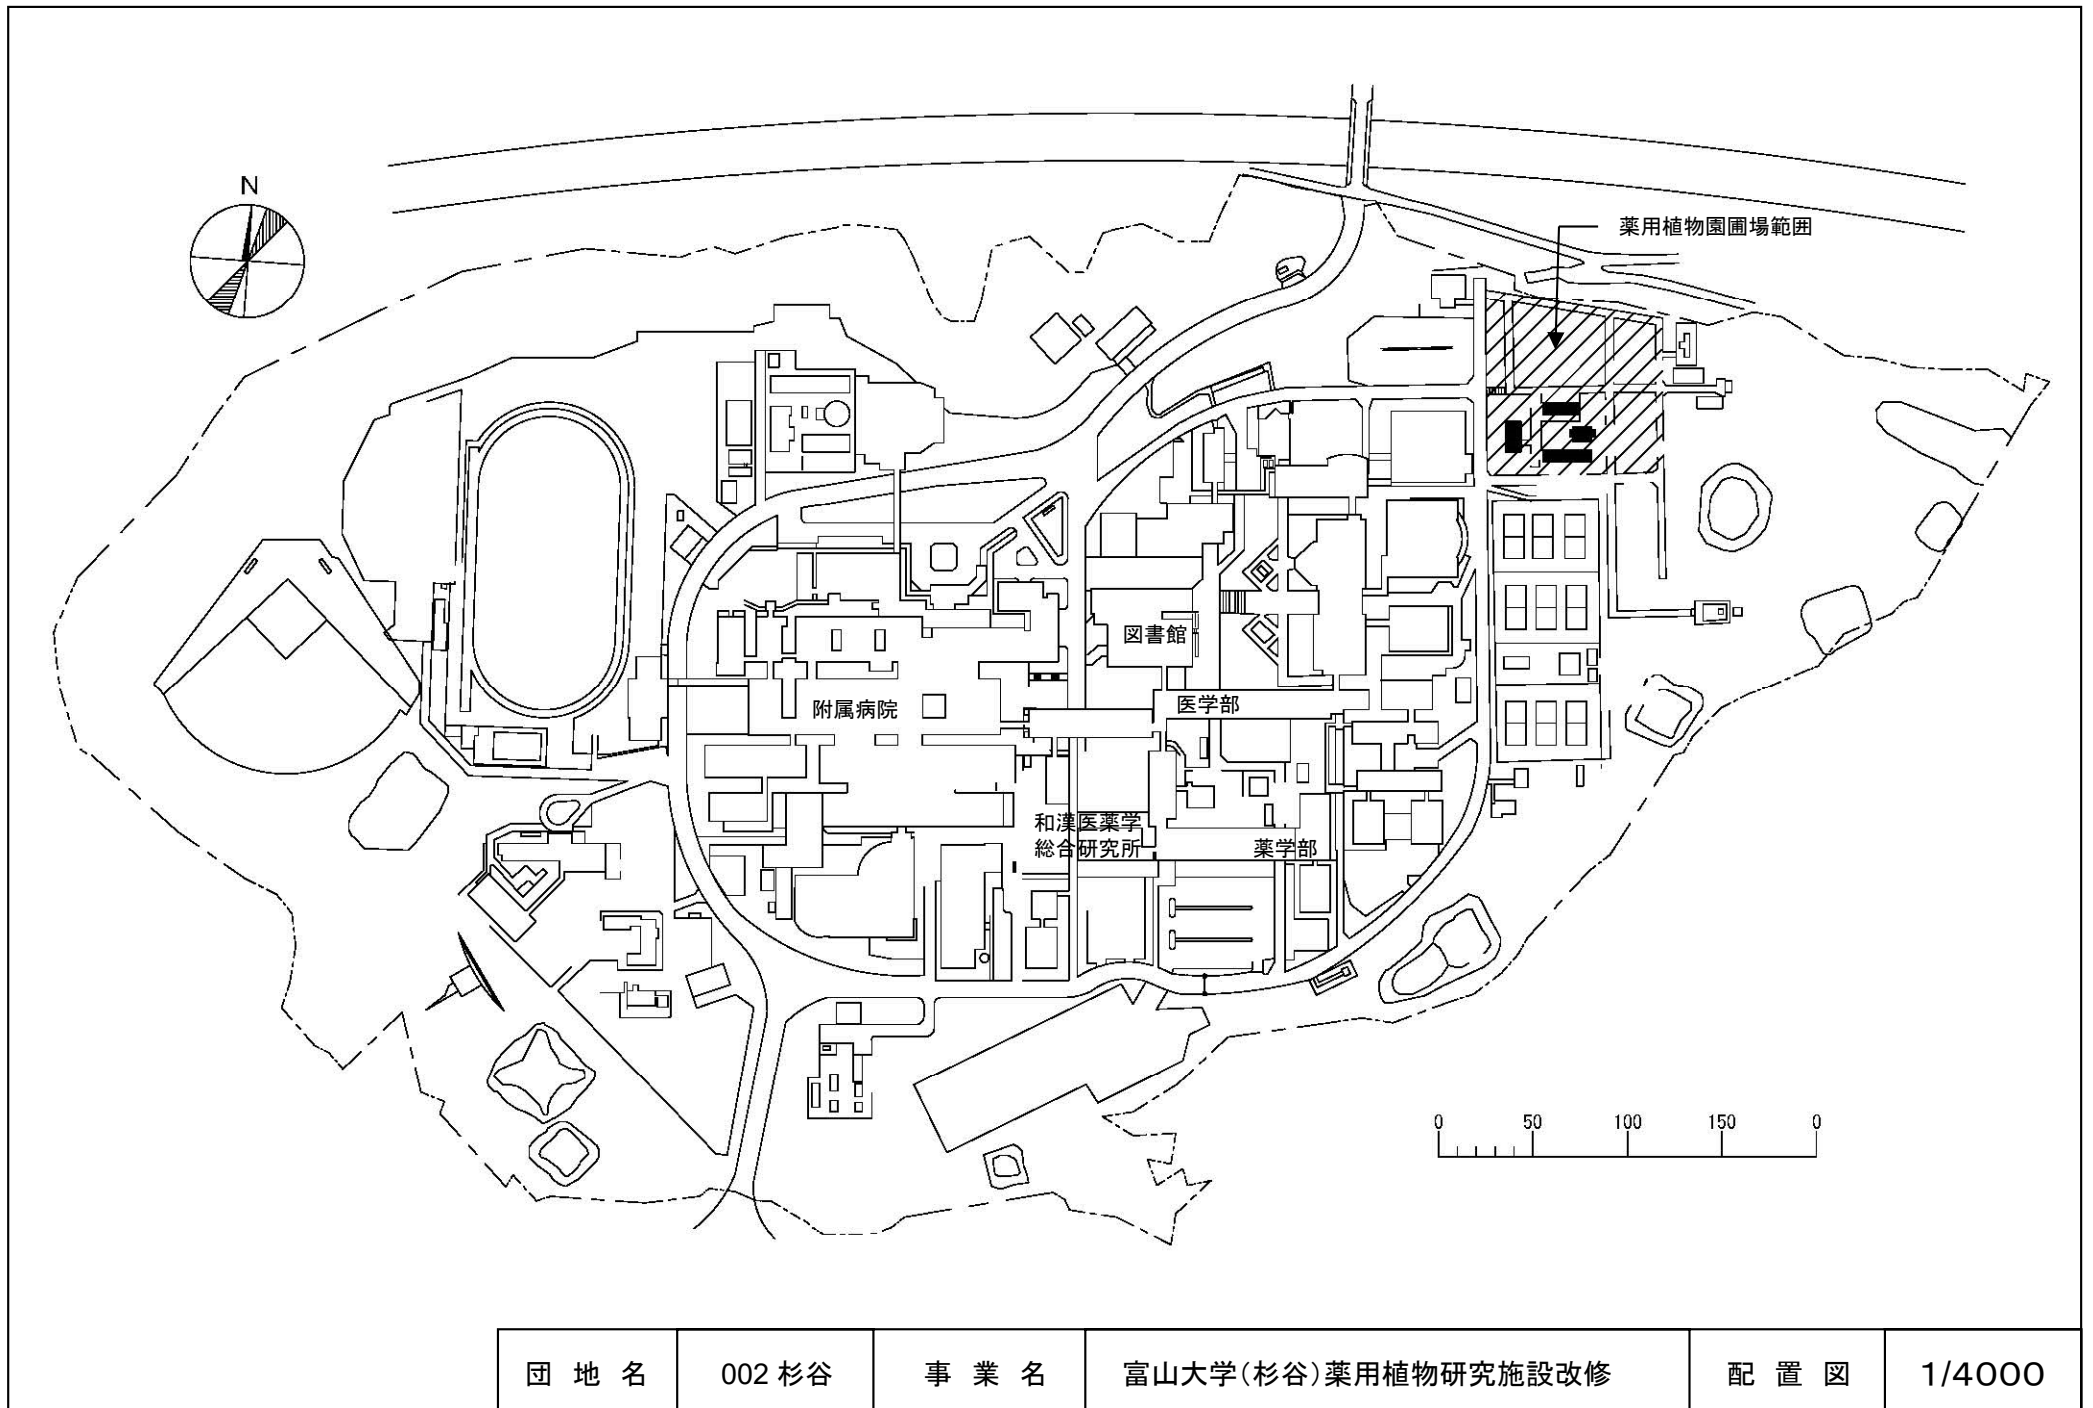 N
薬用植物園圃場範囲
図書館
附属病院
医学部
和漢医薬学
総合研究所
薬学部
0 50 100 150 0
団地名 002 杉谷 事業名 富山大学(杉谷)薬用植物研究施設改修 配置図 1/4000